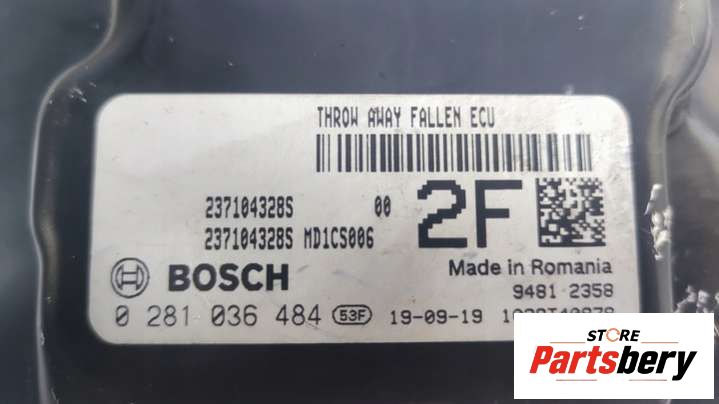 THROW AWAY FALLEN ECU
237104328S 00
237104328S MD1CS006
2F
Made in Romania
BOSCH
9481 2358
0 281 036 484 53F 19-09-19
STORE
Partsbery